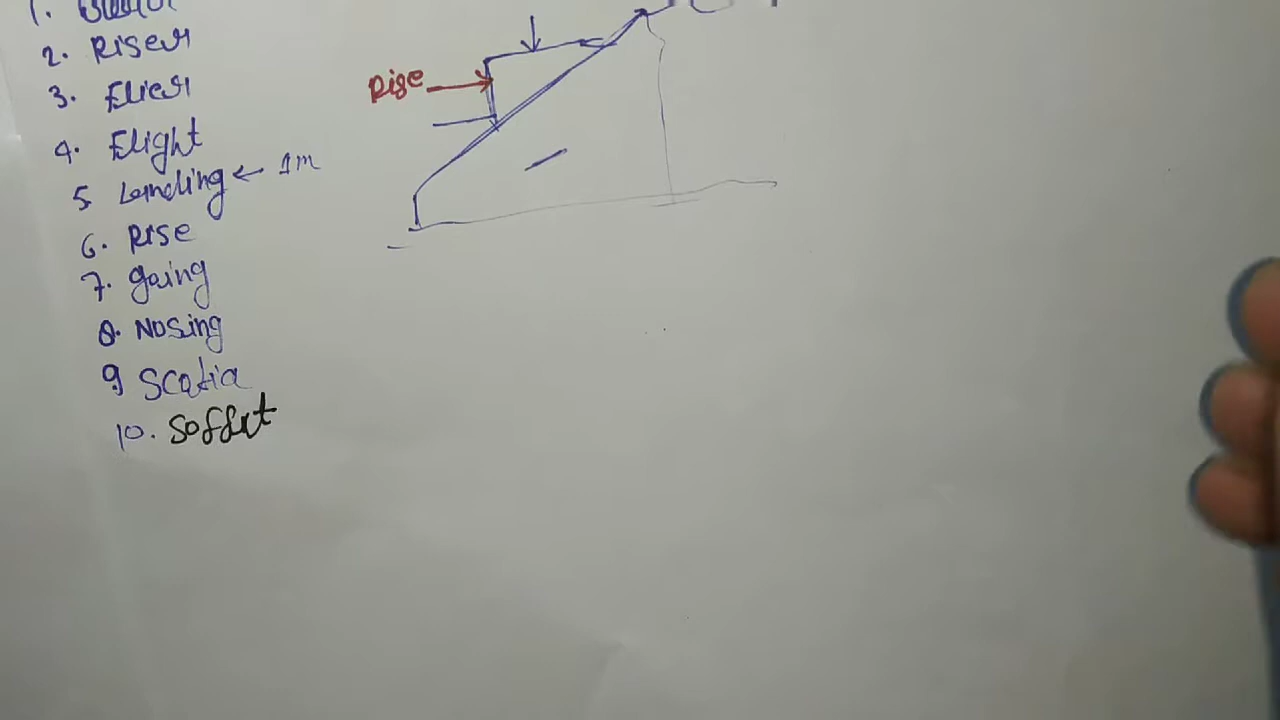 1.
2. Riser
3. Flier
4. Flight
5. Landing ← 1m
6. Rise
7. going
8. Nosing
9 Scotia
10. Soffit
Rise